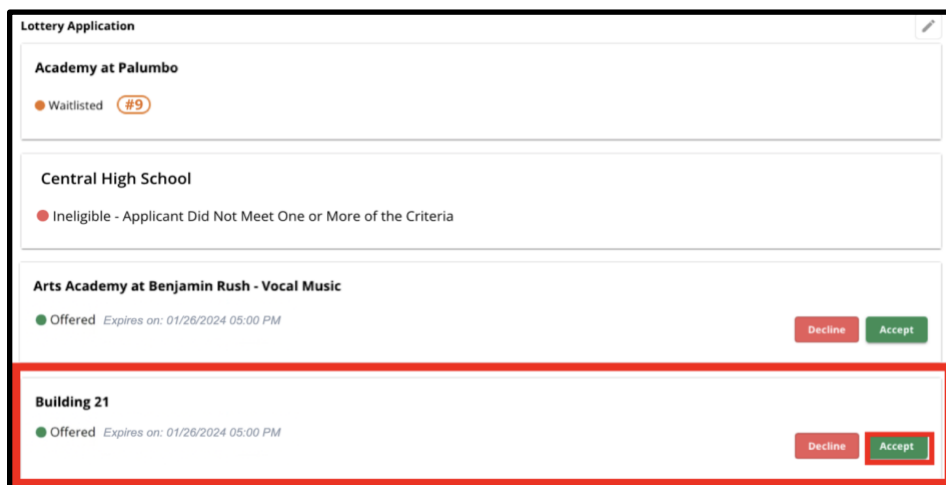 Lottery Application
Academy at Palumbo
Waitlisted #9
Central High School
Ineligible - Applicant Did Not Meet One or More of the Criteria
Arts Academy at Benjamin Rush - Vocal Music
Offered Expires on: 01/26/2024 05:00 PM
Decline Accept
Building 21
Offered Expires on: 01/26/2024 05:00 PM
Decline Accept